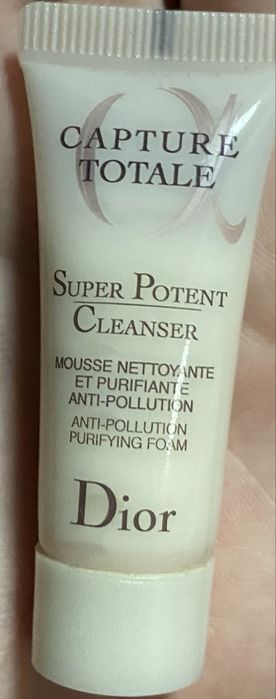 CAPTURE
TOTALE
SUPER POTENT
CLEANSER
MOUSSE NETTOYANTE
ET PURIFIANTE
ANTI-POLLUTION
ANTI-POLLUTION
PURIFYING FOAM
Dior